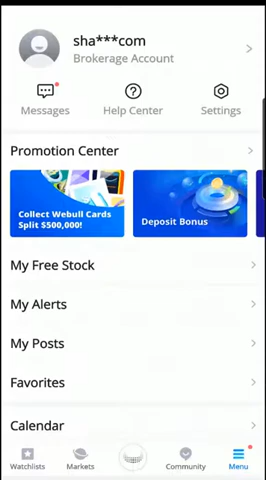 sha***com
Brokerage Account
Messages
Help Center
Settings
Promotion Center
Collect Webull Cards
Split $500,000!
Deposit Bonus
My Free Stock
My Alerts
My Posts
Favorites
Calendar
Watchlists
Markets
Community
Menu